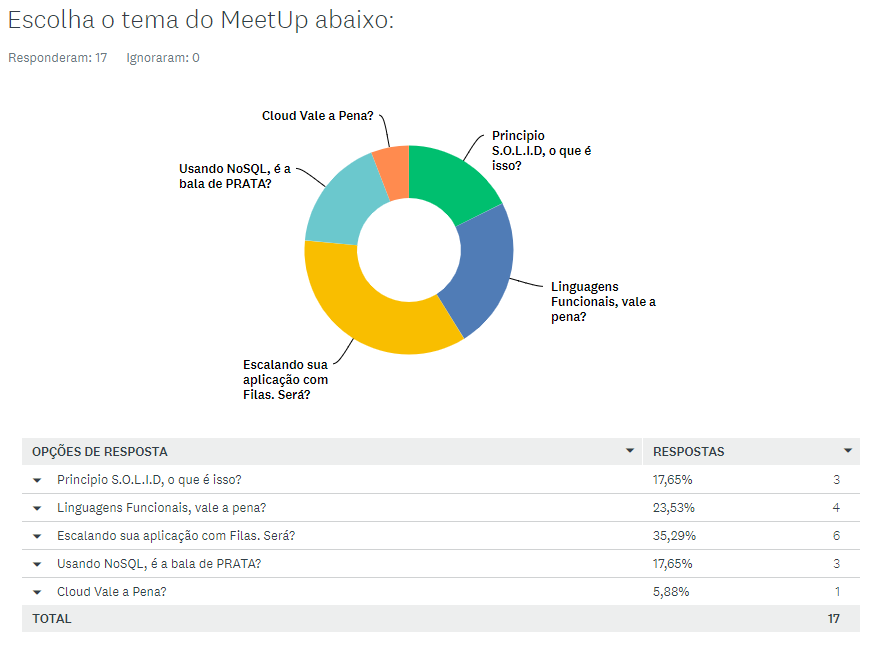 Escolha o tema do MeetUp abaixo:
Responderam: 17 Ignoraram: 0
Cloud Vale a Pena?
Principio
S.O.L.I.D, o que é
isso?
Usando NoSQL, é a
bala de PRATA?
Linguagens
Funcionais, vale a
pena?
Escalando sua
aplicação com
Filas. Será?
OPÇÕES DE RESPOSTA RESPOSTAS
Principio S.O.L.I.D, o que é isso? 17,65% 3
Linguagens Funcionais, vale a pena? 23,53% 4
Escalando sua aplicação com Filas. Será? 35,29% 6
Usando NoSQL, é a bala de PRATA? 17,65% 3
Cloud Vale a Pena? 5,88% 1
TOTAL 17